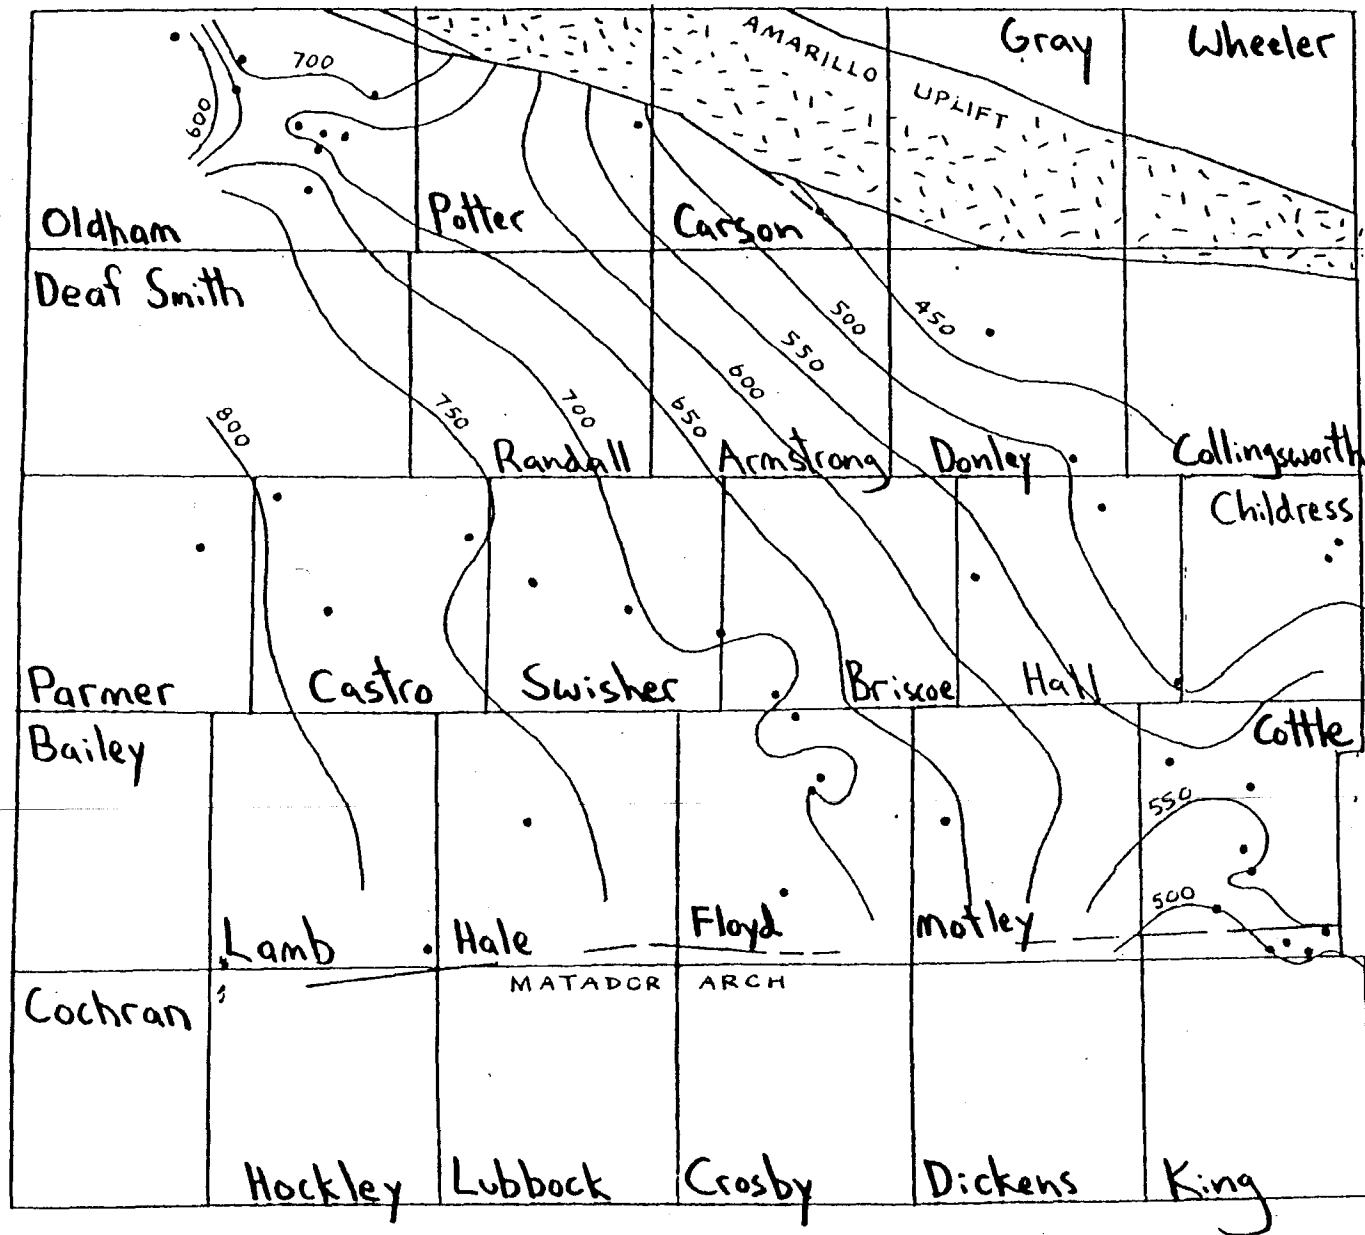 Gray
Wheeler
AMARILLO
UPLIFT
700
600
Oldham
Potter
Carson
Deaf Smith
450
500
550
600
650
700
750
800
Randall
Armstrong
Donley
Collingsworth
Childress
Parmer
Castro
Swisher
Briscoe
Hall
Bailey
Cottle
550
500
Lamb
Hale
Floyd
Motley
MATADOR ARCH
Cochran
Hockley
Lubbock
Crosby
Dickens
King